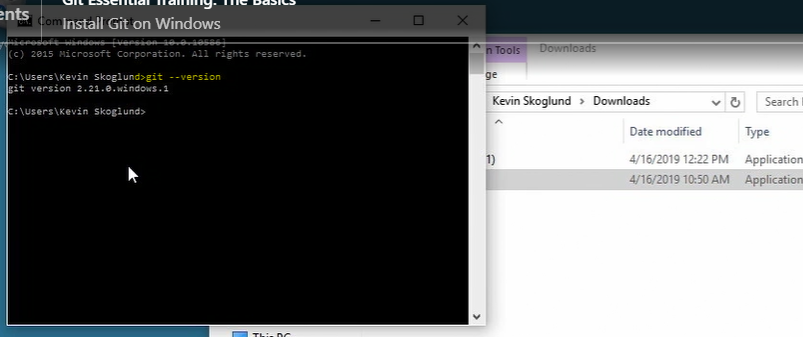 Git Essential Training: The Basics
ents
Install Git on Windows
Microsoft Windows [Version 10.0.10586]
(c) 2015 Microsoft Corporation. All rights reserved.
C:\Users\Kevin Skoglund>git --version
git version 2.21.0.windows.1
C:\Users\Kevin Skoglund>
n Tools
Downloads
ge
Kevin Skoglund > Downloads
Search
Date modified
Type
1)
4/16/2019 12:22 PM
Application
4/16/2019 10:50 AM
Application
This PC